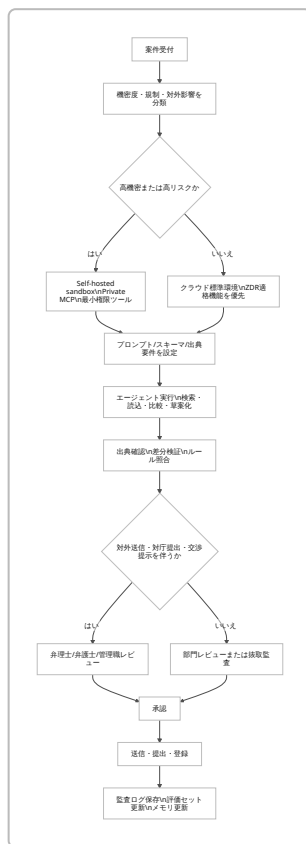 案件受付
機密度・規制・対外影響を
分類
高機密または高リスクか
はい
いいえ
Self-hosted
sandbox\nPrivate
MCP\n最小権限ツール
クラウド標準環境\nZDR適
格機能を優先
プロンプト/スキーマ/出典
要件を設定
エージェント実行\n検索・
読込・比較・草案化
出典確認\n差分検証\nルー
ル照合
対外送信・対庁提出・交渉
提示を伴うか
はい
いいえ
弁理士/弁護士/管理職レビ
ュー
部門レビューまたは抜取監
査
承認
送信・提出・登録
監査ログ保存\n評価セット
更新\nメモリ更新